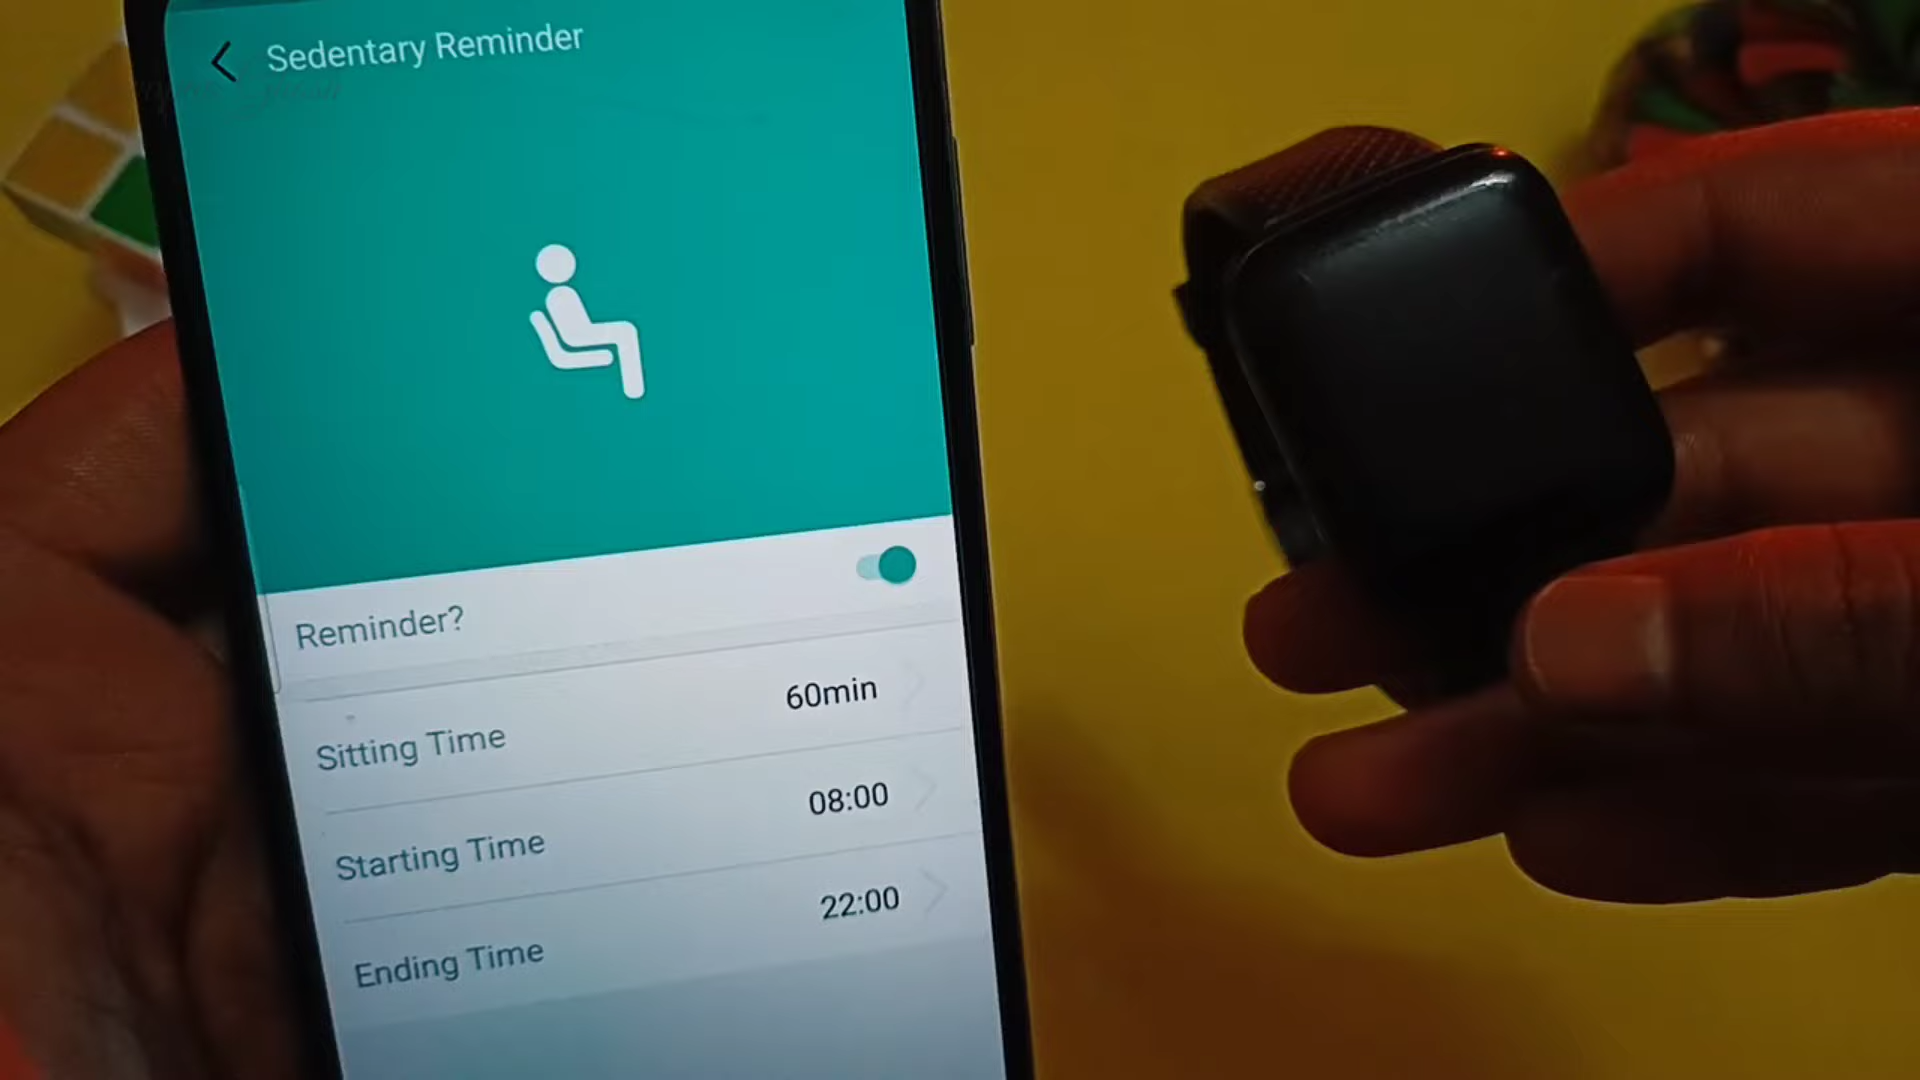 Sedentary Reminder
Reminder?
Sitting Time 60min
Starting Time 08:00
Ending Time 22:00